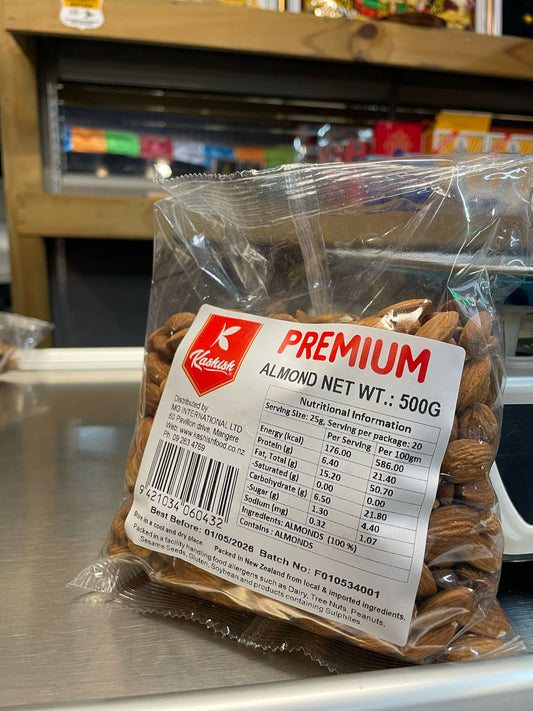 Kashish
PREMIUM
ALMOND NET WT.: 500G
Distributed by
MG INTERNATIONAL LTD
60 Pavilion drive, Mangere
Web: www.kashishfood.co.nz
Ph 09 263 4769
9 421034 060432
Nutritional Information
Serving Size: 25g, Serving per package: 20
Per Serving Per 100gm
Energy (kcal) 176.00 586.00
Protein (g) 6.40 21.40
Fat, Total (g) 15.20 50.70
-Saturated (g) 0.00 0.00
Carbohydrate (g) 6.50 21.80
-Sugar (g) 1.30 4.40
Sodium (mg) 0.32 1.07
Ingredients: ALMONDS (100 %)
Contains : ALMONDS
Best Before: 01/05/2026 Batch No: F010534001
Store in a cool and dry place. Packed in New Zealand from local & imported ingredients.
Packed in a facility handling food allergens such as Dairy, Tree Nuts, Peanuts,
Sesame Seeds, Gluten, Soybean and products containing Sulphites.